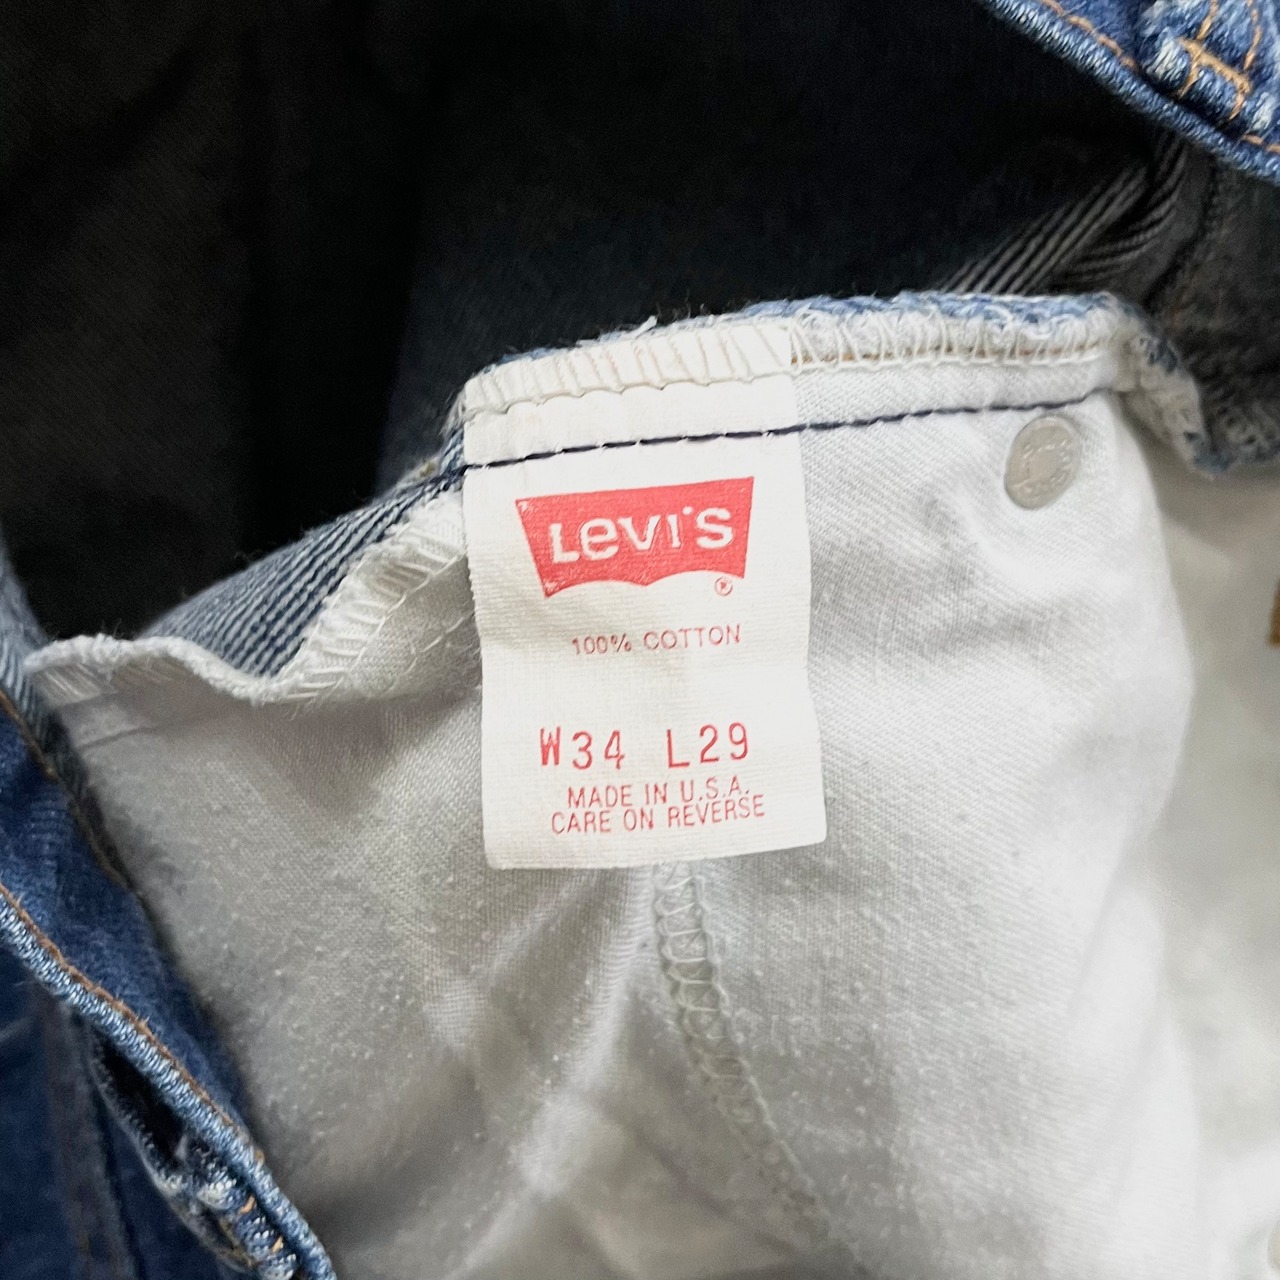 Levi's
®
100% COTTON
W34 L29
MADE IN U.S.A.
CARE ON REVERSE